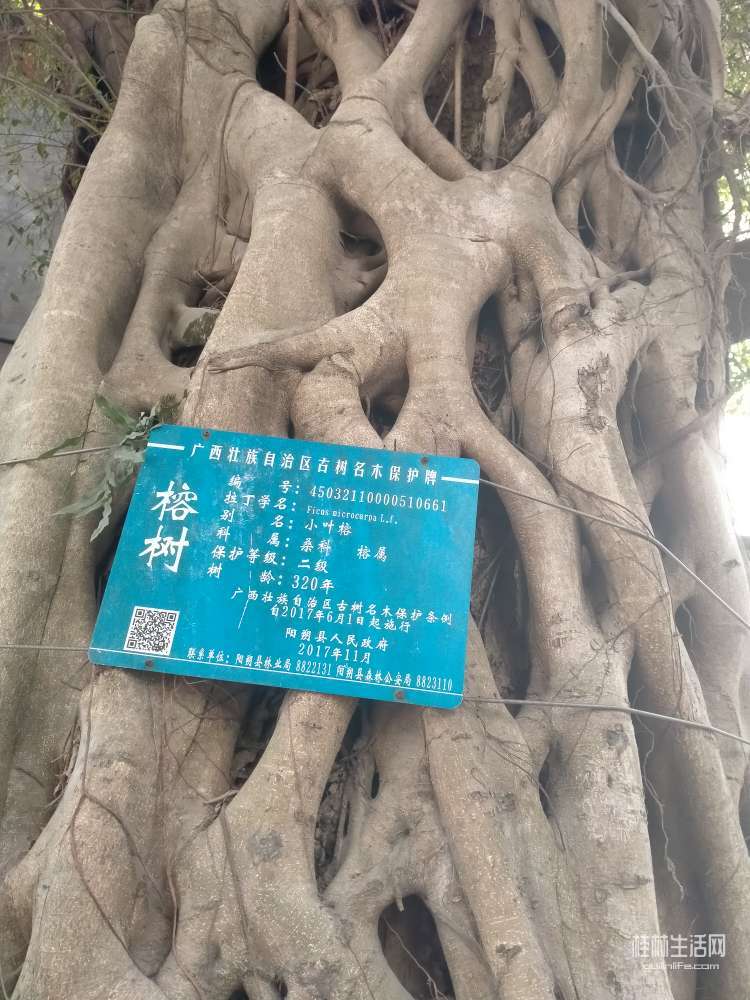 广西壮族自治区古树名木保护牌
榕树
编号：45032110000510661
拉丁学名：Ficus microcarpa L.f.
别名：小叶榕
科属：桑科 榕属
保护等级：二级
树龄：320年
广西壮族自治区古树名木保护条例
自2017年6月1日起施行
阳朔县人民政府
2017年11月
联系单位：阳朔县林业局 8822131 阳朔县森林公安局 8823110
桂林生活网
guilinlife.com